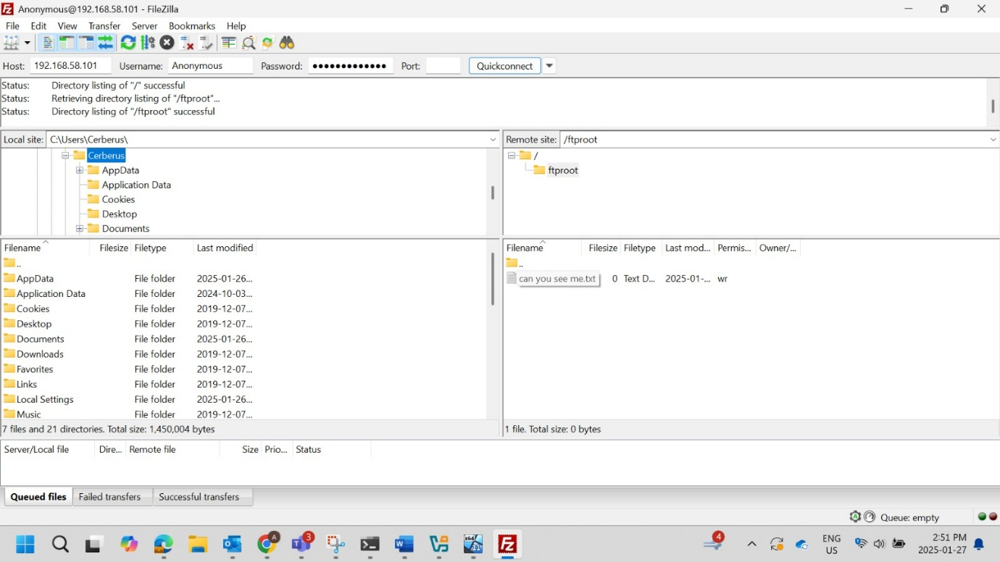 Anonymous@192.168.58.101 - FileZilla
File Edit View Transfer Server Bookmarks Help
Host: 192.168.58.101 Username: Anonymous Password: ●●●●●●●●●●●●● Port: Quickconnect
Status: Directory listing of "/" successful
Status: Retrieving directory listing of "/ftproot"...
Status: Directory listing of "/ftproot" successful
Local site: C:\Users\Cerberus\
Cerberus
AppData
Application Data
Cookies
Desktop
Documents
Remote site: /ftproot
/
ftproot
Filename Filesize Filetype Last modified
..
AppData File folder 2025-01-26...
Application Data File folder 2024-10-03...
Cookies File folder 2019-12-07...
Desktop File folder 2019-12-07...
Documents File folder 2025-01-26...
Downloads File folder 2019-12-07...
Favorites File folder 2019-12-07...
Links File folder 2019-12-07...
Local Settings File folder 2025-01-26...
Music File folder 2019-12-07...
7 files and 21 directories. Total size: 1,450,004 bytes
Filename Filesize Filetype Last mod... Permis... Owner/...
..
can you see me.txt 0 Text D... 2025-01-... wr
1 file. Total size: 0 bytes
Server/Local file Dire... Remote file Size Prio... Status
Queued files Failed transfers Successful transfers
Queue: empty
A 3 x64 4
ENG
US
2:51 PM
2025-01-27